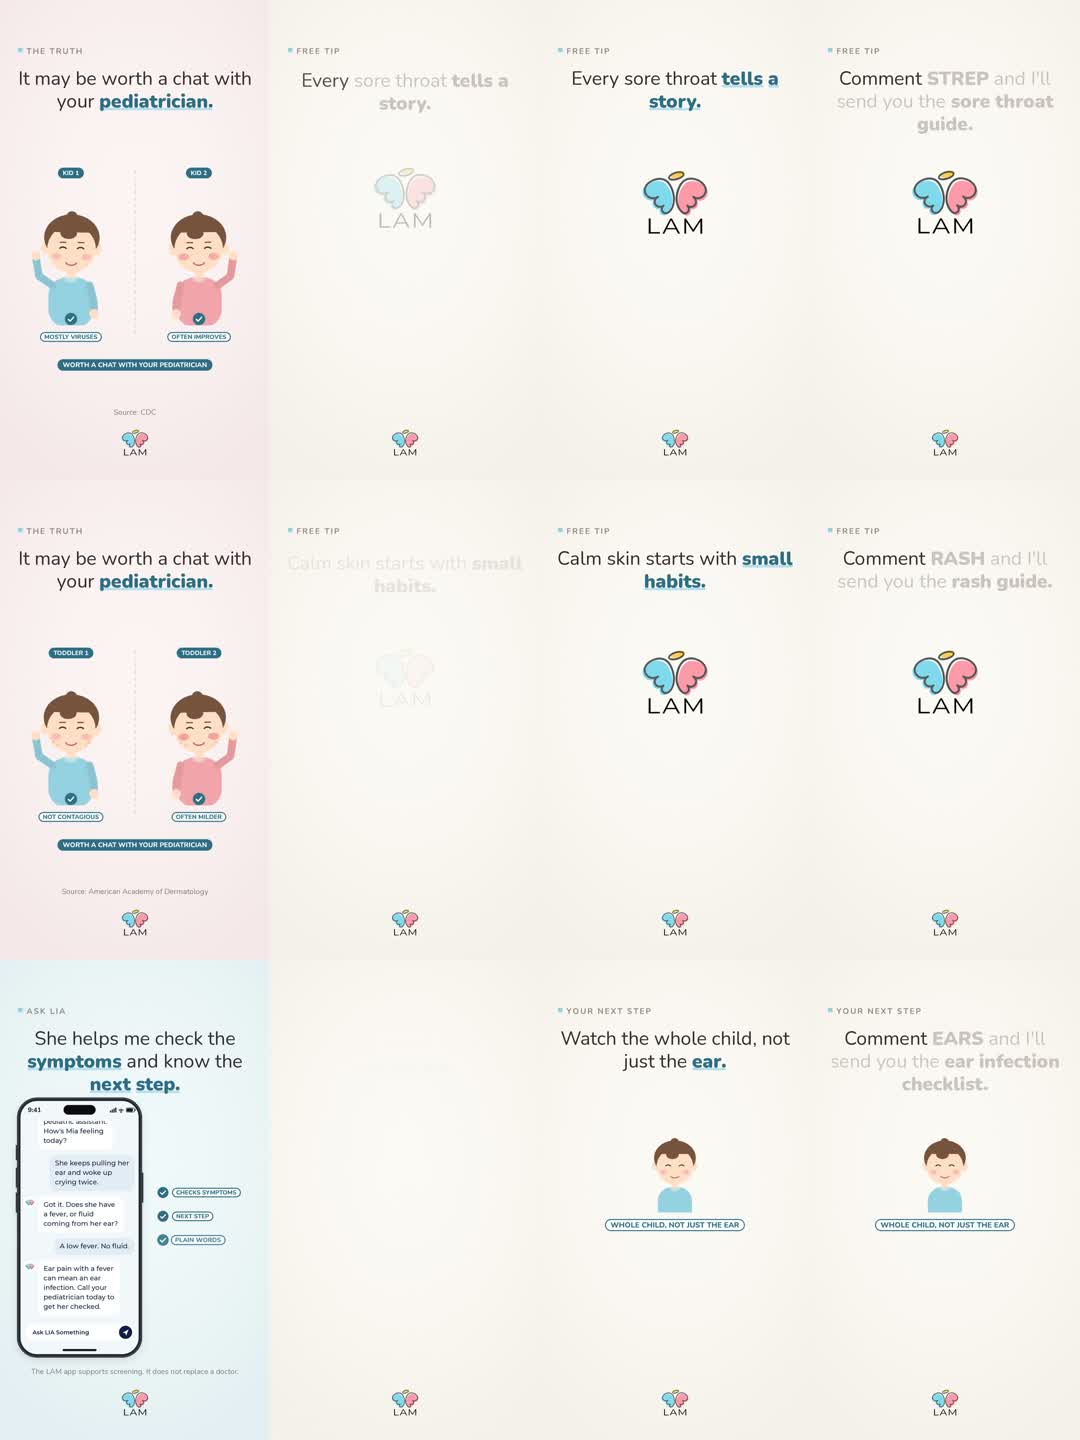 THE TRUTH
It may be worth a chat with
your pediatrician.
KID 1
KID 2
MOSTLY VIRUSES
OFTEN IMPROVES
WORTH A CHAT WITH YOUR PEDIATRICIAN
Source: CDC
LAM
FREE TIP
Every sore throat tells a
story.
LAM
LAM
FREE TIP
Every sore throat tells a
story.
LAM
LAM
FREE TIP
Comment STREP and I'll
send you the sore throat
guide.
LAM
LAM
THE TRUTH
It may be worth a chat with
your pediatrician.
TODDLER 1
TODDLER 2
NOT CONTAGIOUS
OFTEN MILDER
WORTH A CHAT WITH YOUR PEDIATRICIAN
Source: American Academy of Dermatology
LAM
FREE TIP
Calm skin starts with small
habits.
LAM
LAM
FREE TIP
Calm skin starts with small
habits.
LAM
LAM
FREE TIP
Comment RASH and I'll
send you the rash guide.
LAM
LAM
ASK LIA
She helps me check the
symptoms and know the
next step.
9:41
pediatric assistant.
How's Mia feeling
today?
She keeps pulling her
ear and woke up
crying twice.
Got it. Does she have
a fever, or fluid
coming from her ear?
A low fever. No fluid.
Ear pain with a fever
can mean an ear
infection. Call your
pediatrician today to
get her checked.
Ask LIA Something
CHECKS SYMPTOMS
NEXT STEP
PLAIN WORDS
The LAM app supports screening. It does not replace a doctor.
LAM
LAM
YOUR NEXT STEP
Watch the whole child, not
just the ear.
WHOLE CHILD, NOT JUST THE EAR
LAM
YOUR NEXT STEP
Comment EARS and I'll
send you the ear infection
checklist.
WHOLE CHILD, NOT JUST THE EAR
LAM